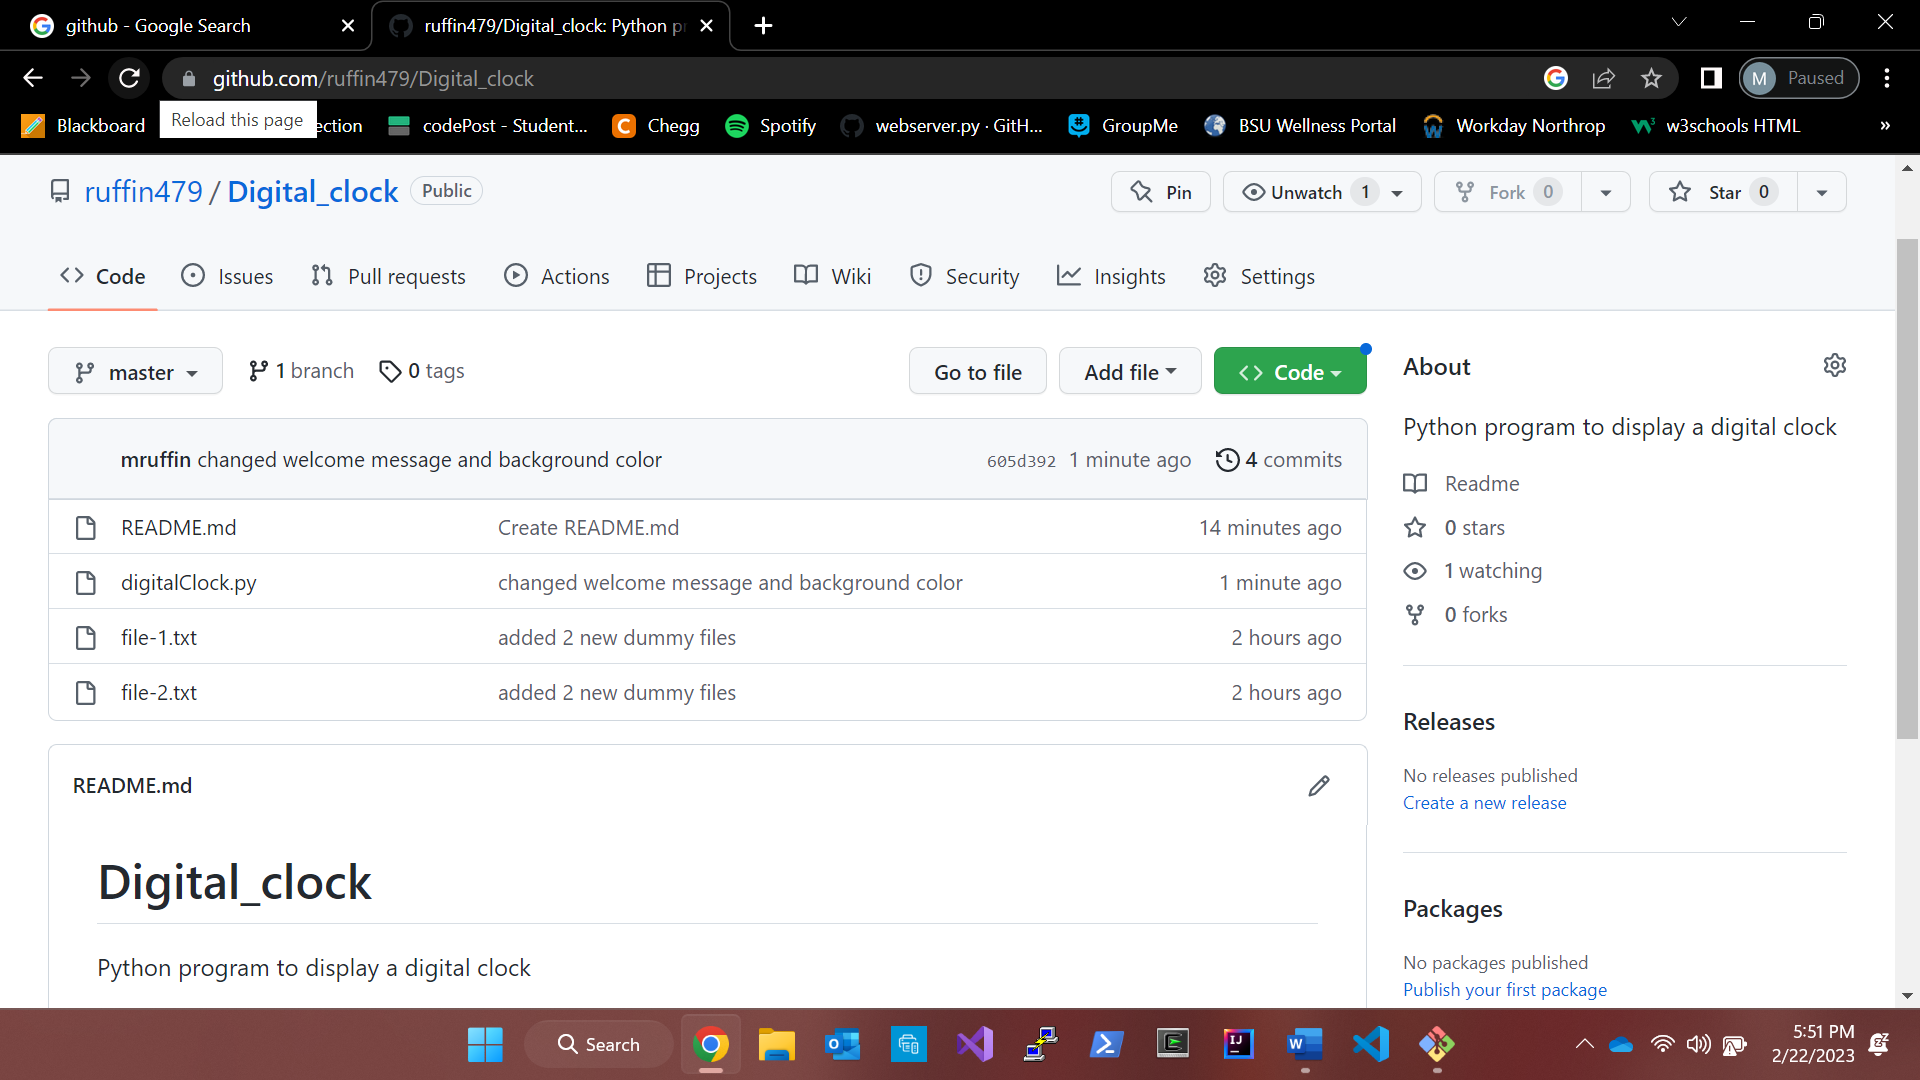 github - Google Search
ruffin479/Digital_clock: Python pr
github.com/ruffin479/Digital_clock
M Paused
Reload this page
Blackboard
ection
codePost - Student...
Chegg
Spotify
webserver.py · GitH...
GroupMe
BSU Wellness Portal
Workday Northrop
w3schools HTML
»
ruffin479 / Digital_clock Public
Pin
Unwatch 1
Fork 0
Star 0
Code
Issues
Pull requests
Actions
Projects
Wiki
Security
Insights
Settings
master
1 branch
0 tags
Go to file
Add file
Code
mruffin changed welcome message and background color 605d392 1 minute ago 4 commits
README.md Create README.md 14 minutes ago
digitalClock.py changed welcome message and background color 1 minute ago
file-1.txt added 2 new dummy files 2 hours ago
file-2.txt added 2 new dummy files 2 hours ago
README.md
Digital_clock
Python program to display a digital clock
About
Python program to display a digital clock
Readme
0 stars
1 watching
0 forks
Releases
No releases published
Create a new release
Packages
No packages published
Publish your first package
Search
5:51 PM
2/22/2023